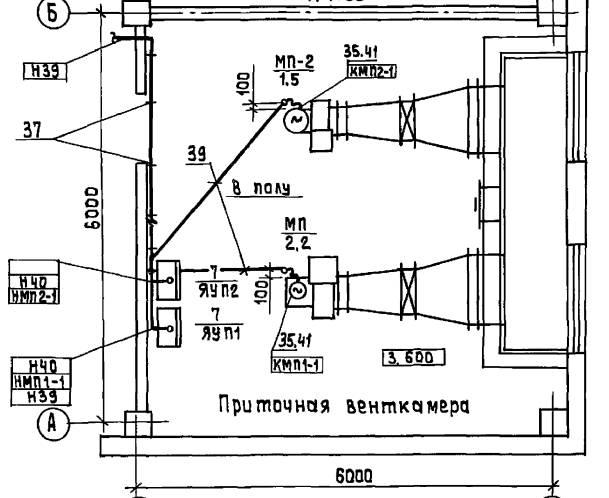 Б
Н39
МП-2
1.5
35.41
КМП2-1
100
37
39
В полу
6000
МП
2,2
Н40
НМП2-1
7
ЯУП2
100
7
ЯУП1
35.41
КМП1-1
3.600
Н40
НМП1-1
Н39
Приточная венткамера
А
6000